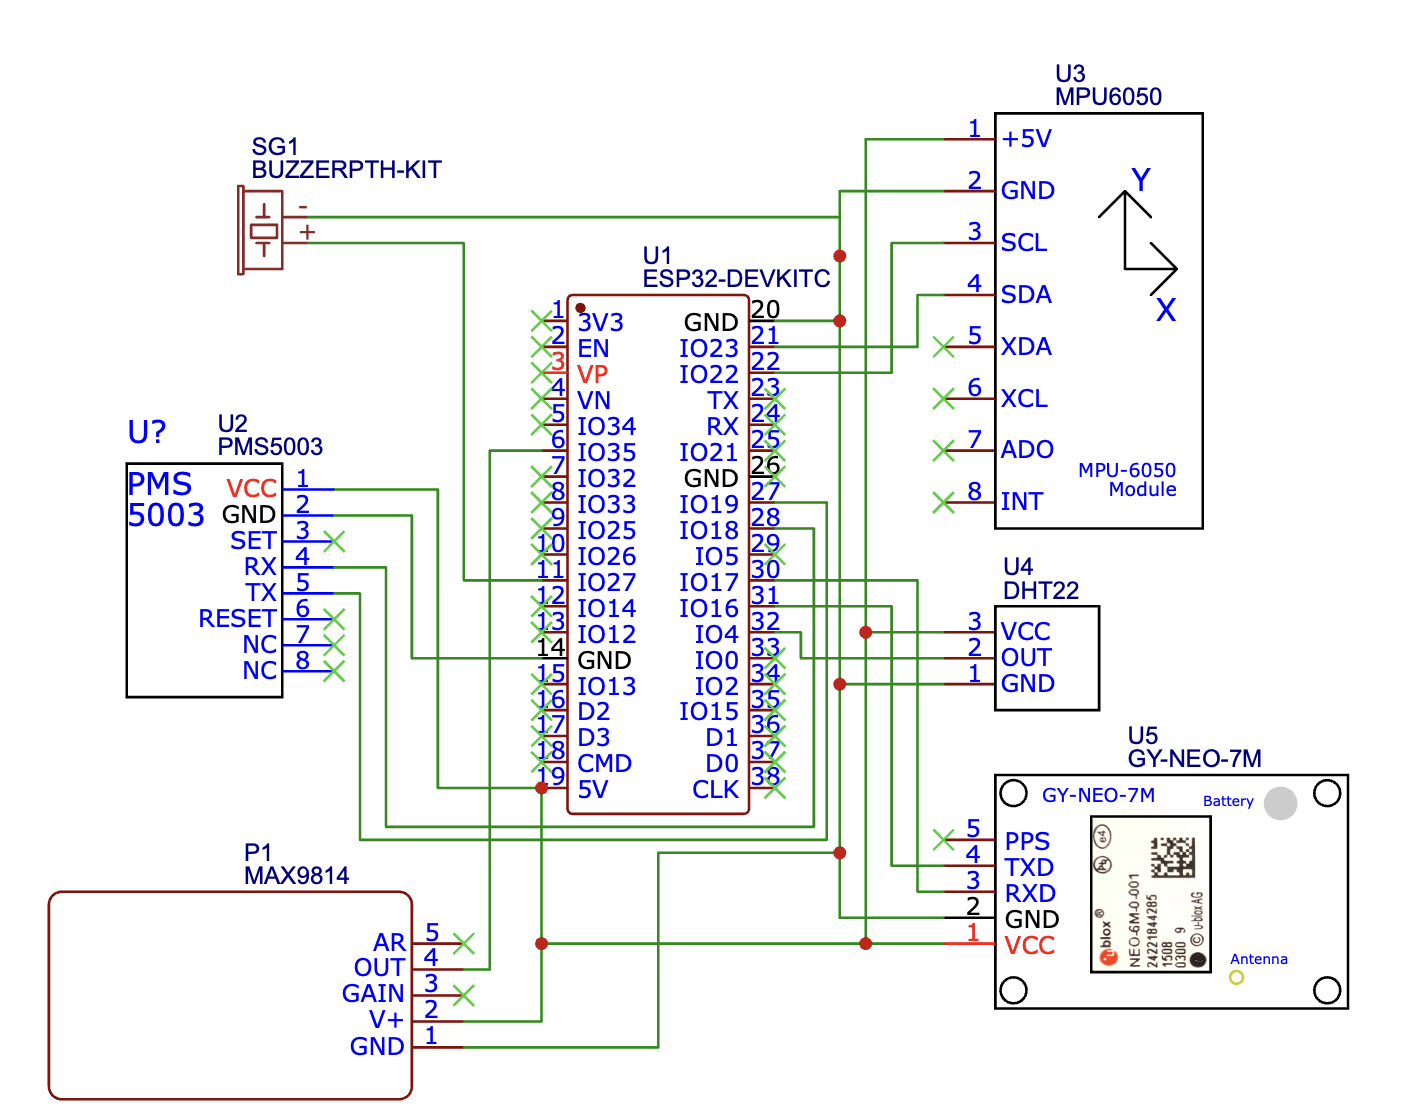 U3
MPU6050
1 +5V
2 GND
3 SCL
4 SDA
5 XDA
6 XCL
7 ADO
8 INT
Y
X
MPU-6050
Module
SG1
BUZZERPTH-KIT
-
+
U1
ESP32-DEVKITC
1 3V3
2 EN
3 VP
4 VN
5 IO34
6 IO35
7 IO32
8 IO33
9 IO25
10 IO26
11 IO27
12 IO14
13 IO12
14 GND
15 IO13
16 D2
17 D3
18 CMD
19 5V
GND 20
IO23 21
IO22 22
TX 23
RX 24
IO21 25
GND 26
IO19 27
IO18 28
IO5 29
IO17 30
IO16 31
IO4 32
IO0 33
IO2 34
IO15 35
D1 36
D0 37
CLK 38
U?
U2
PMS5003
PMS
5003
VCC 1
GND 2
SET 3
RX 4
TX 5
RESET 6
NC 7
NC 8
U4
DHT22
3 VCC
2 OUT
1 GND
U5
GY-NEO-7M
GY-NEO-7M
Battery
5 PPS
4 TXD
3 RXD
2 GND
1 VCC
e4
Pb
ublox ®
NEO-6M-0-001
2422184285
1508
0300 9
© u-blox AG
Antenna
P1
MAX9814
AR 5
OUT 4
GAIN 3
V+ 2
GND 1